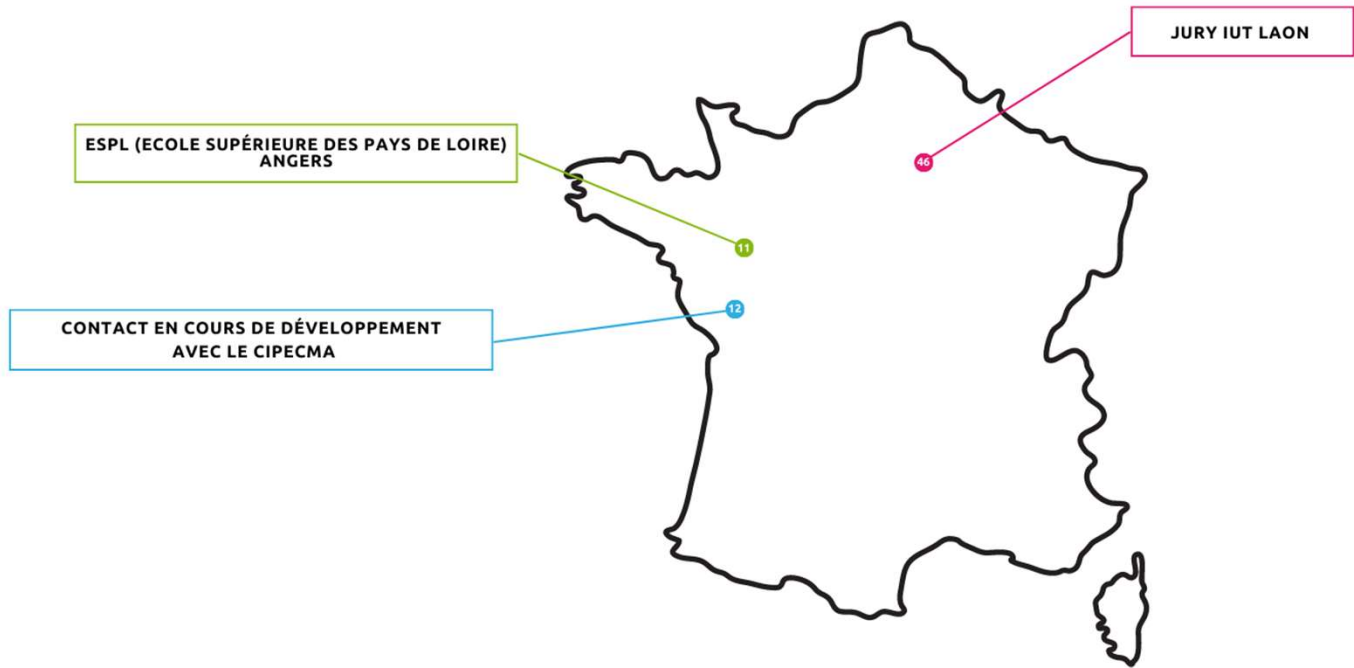 JURY IUT LAON
46
ESPL (ECOLE SUPÉRIEURE DES PAYS DE LOIRE)
ANGERS
11
12
CONTACT EN COURS DE DÉVELOPPEMENT
AVEC LE CIPECMA